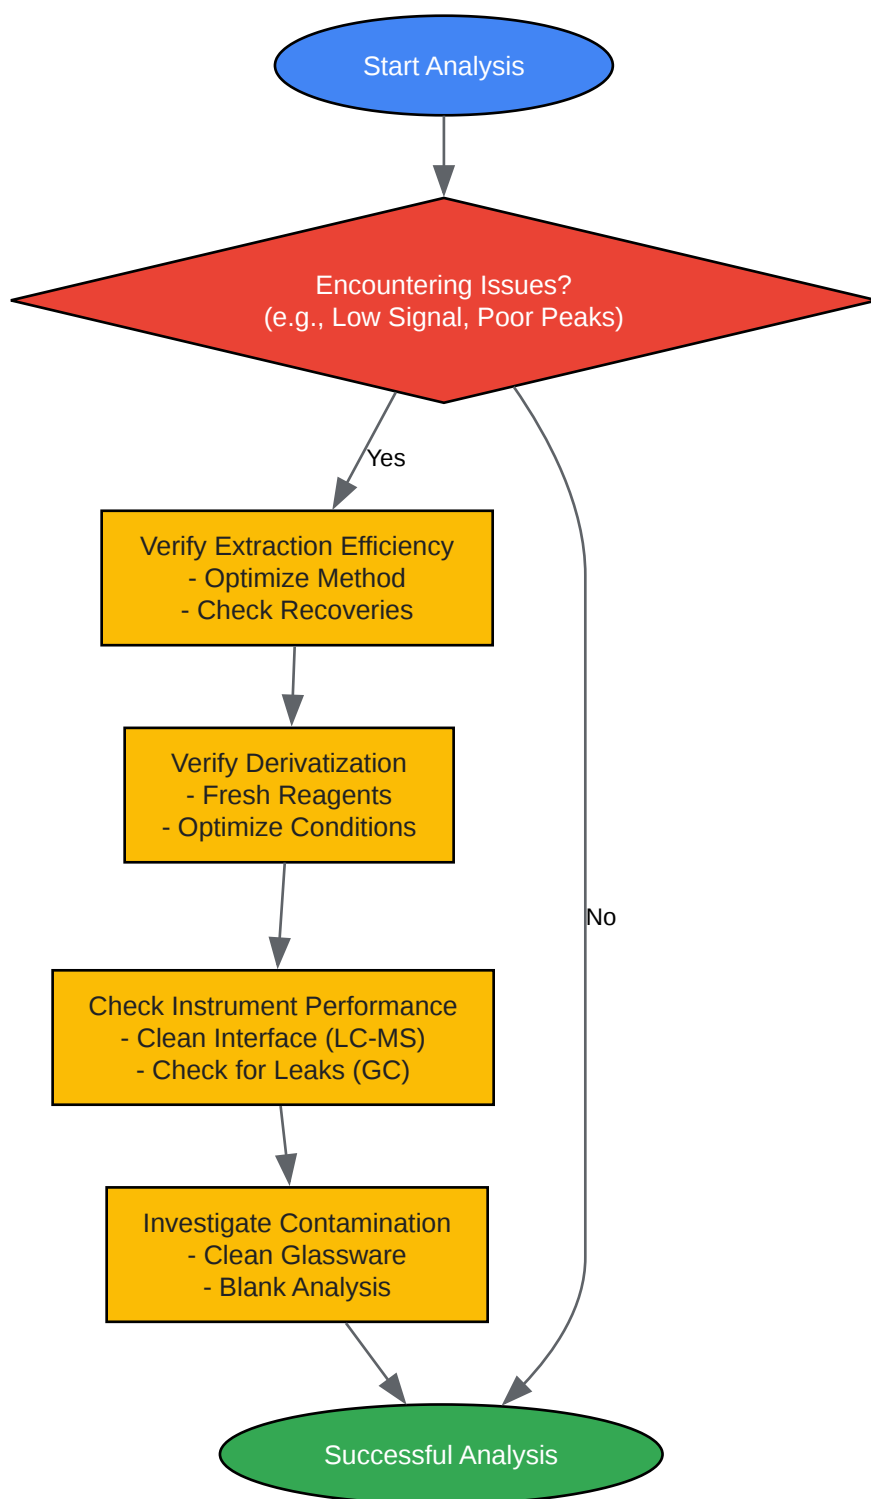 Start Analysis
Encountering Issues?
(e.g., Low Signal, Poor Peaks)
Yes
Verify Extraction Efficiency
- Optimize Method
- Check Recoveries
Verify Derivatization
- Fresh Reagents
- Optimize Conditions
No
Check Instrument Performance
- Clean Interface (LC-MS)
- Check for Leaks (GC)
Investigate Contamination
- Clean Glassware
- Blank Analysis
Successful Analysis